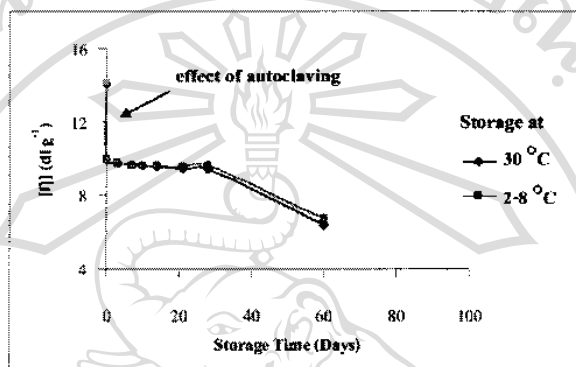 16
effect of autoclaving
12
Storage at
30 °C
[η] (dl g⁻¹)
8
2-8 °C
4
0 20 40 60 80 100
Storage Time (Days)